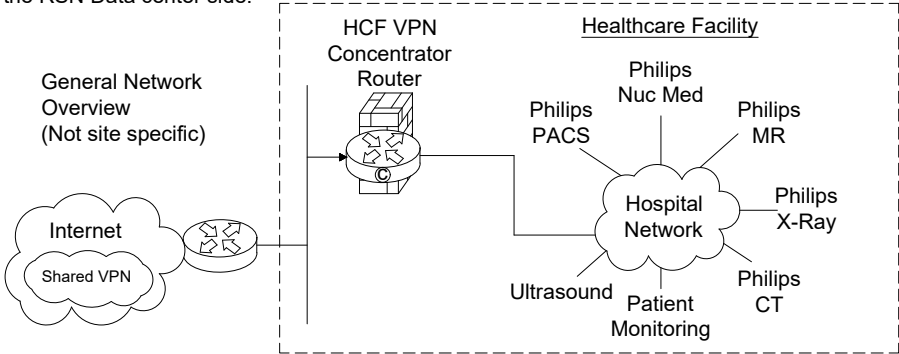 the RSN Data center side.
HCF VPN
Concentrator
Router
Healthcare Facility
General Network
Overview
(Not site specific)
Philips
Nuc Med
Philips
PACS
Philips
MR
Internet
Shared VPN
C
Hospital
Network
Philips
X-Ray
Ultrasound
Patient
Monitoring
Philips
CT